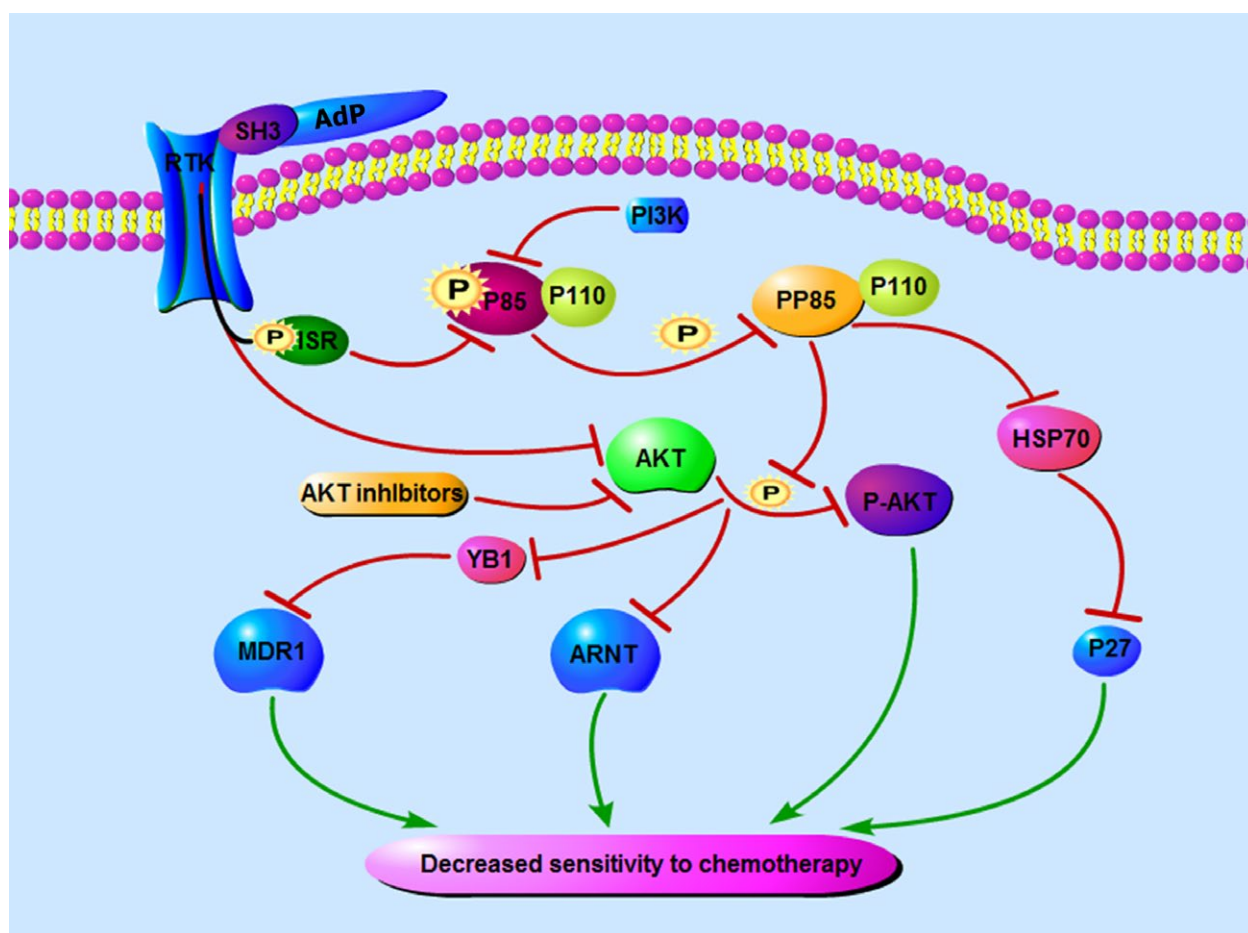 AdP
SH3
RTK
PI3K
P
P85
P110
PP85
P110
P
P
ISR
HSP70
AKT
AKT inhIbitors
P
P-AKT
YB1
MDR1
ARNT
P27
Decreased sensitivity to chemotherapy